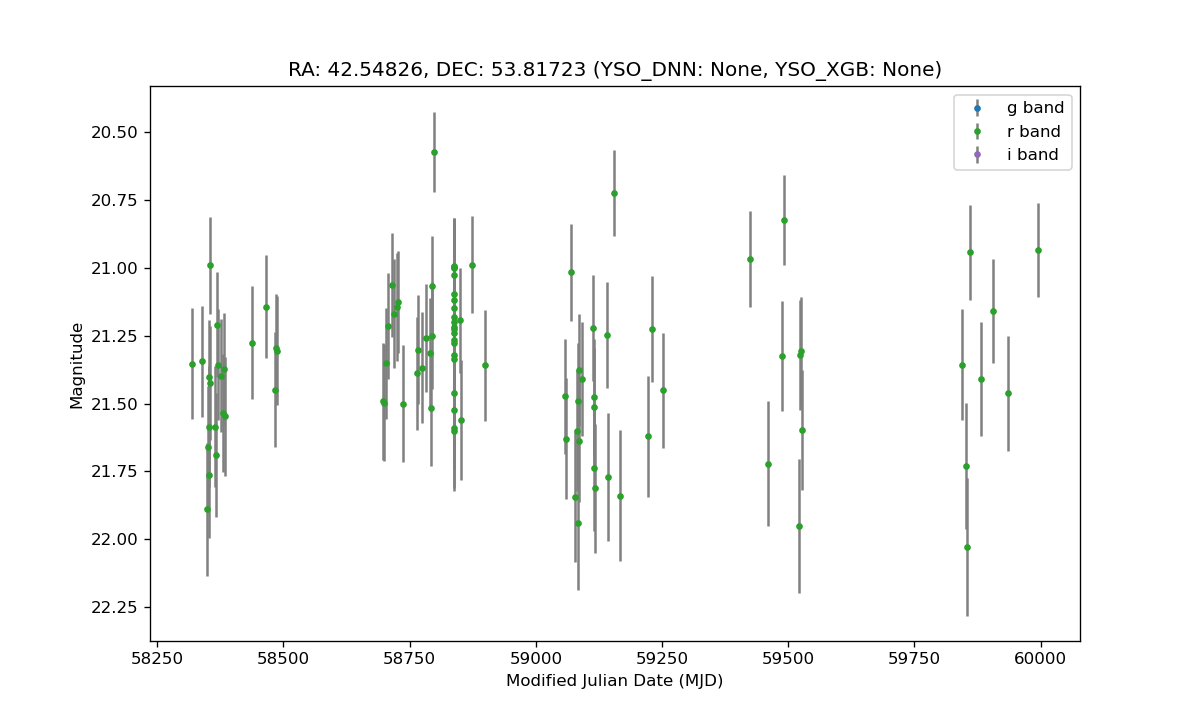 RA: 42.54826, DEC: 53.81723 (YSO_DNN: None, YSO_XGB: None)
g band
r band
i band
20.50
20.75
21.00
21.25
21.50
21.75
22.00
22.25
Magnitude
58250 58500 58750 59000 59250 59500 59750 60000
Modified Julian Date (MJD)